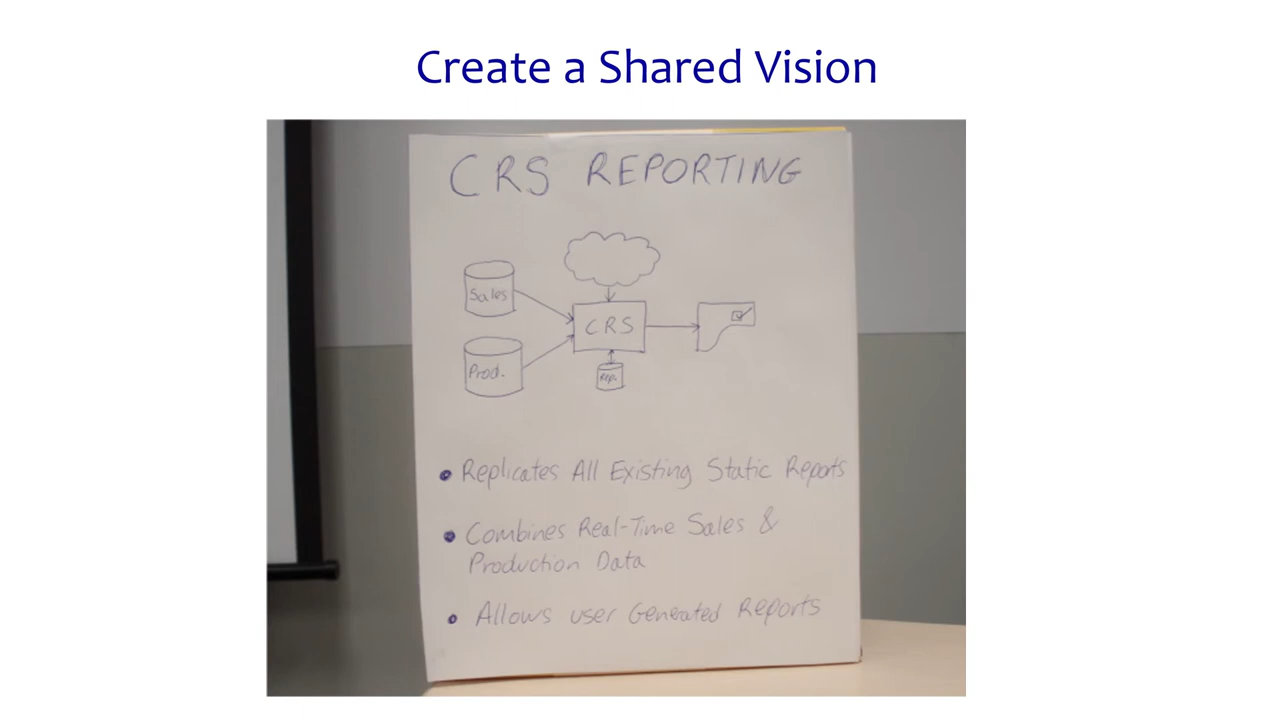 Create a Shared Vision
CRS REPORTING
Sales
CRS
Prod.
Rep.
• Replicates All Existing Static Reports
• Combines Real-Time Sales &
Production Data
• Allows user Generated Reports